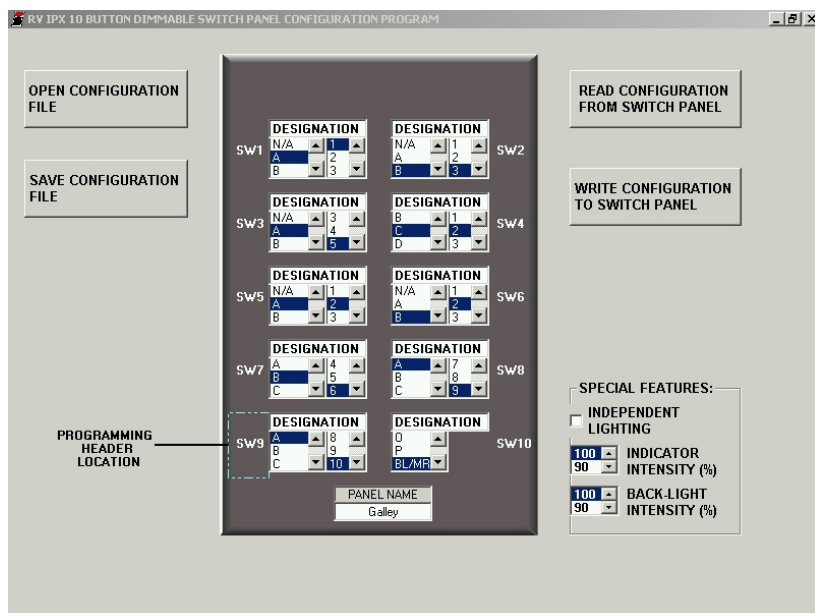 RV IPX 10 BUTTON DIMMABLE SWITCH PANEL CONFIGURATION PROGRAM
OPEN CONFIGURATION
FILE
SAVE CONFIGURATION
FILE
READ CONFIGURATION
FROM SWITCH PANEL
WRITE CONFIGURATION
TO SWITCH PANEL
SW1
DESIGNATION
N/A 1
A 2
B 3
DESIGNATION
N/A 1
A 2
B 3
SW2
SW3
DESIGNATION
N/A 3
A 4
B 5
DESIGNATION
B 1
C 2
D 3
SW4
SW5
DESIGNATION
N/A 1
A 2
B 3
DESIGNATION
N/A 1
A 2
B 3
SW6
SW7
DESIGNATION
A 4
B 5
C 6
DESIGNATION
A 7
B 8
C 9
SW8
PROGRAMMING
HEADER
LOCATION
SW9
DESIGNATION
A 8
B 9
C 10
DESIGNATION
O
P
BL/MR
SW10
PANEL NAME
Galley
SPECIAL FEATURES:
INDEPENDENT
LIGHTING
100
90
INDICATOR
INTENSITY (%)
100
90
BACK-LIGHT
INTENSITY (%)